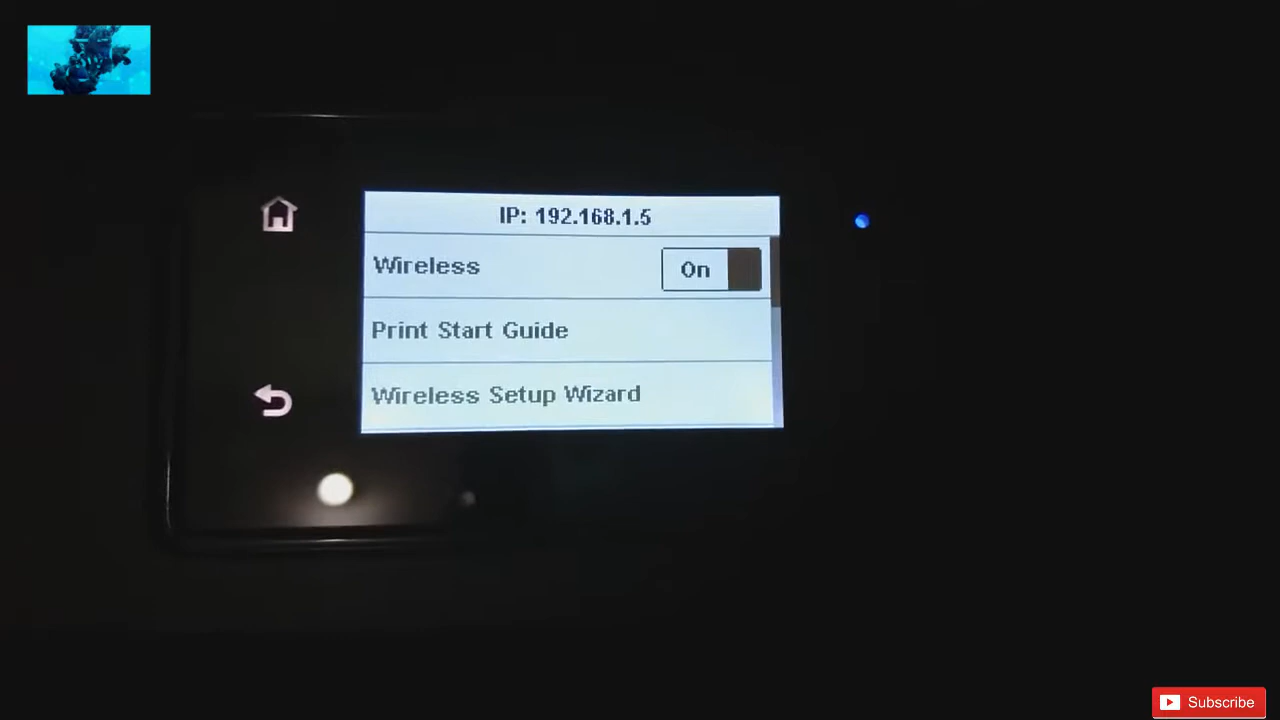 IP: 192.168.1.5
Wireless
On
Print Start Guide
Wireless Setup Wizard
Subscribe